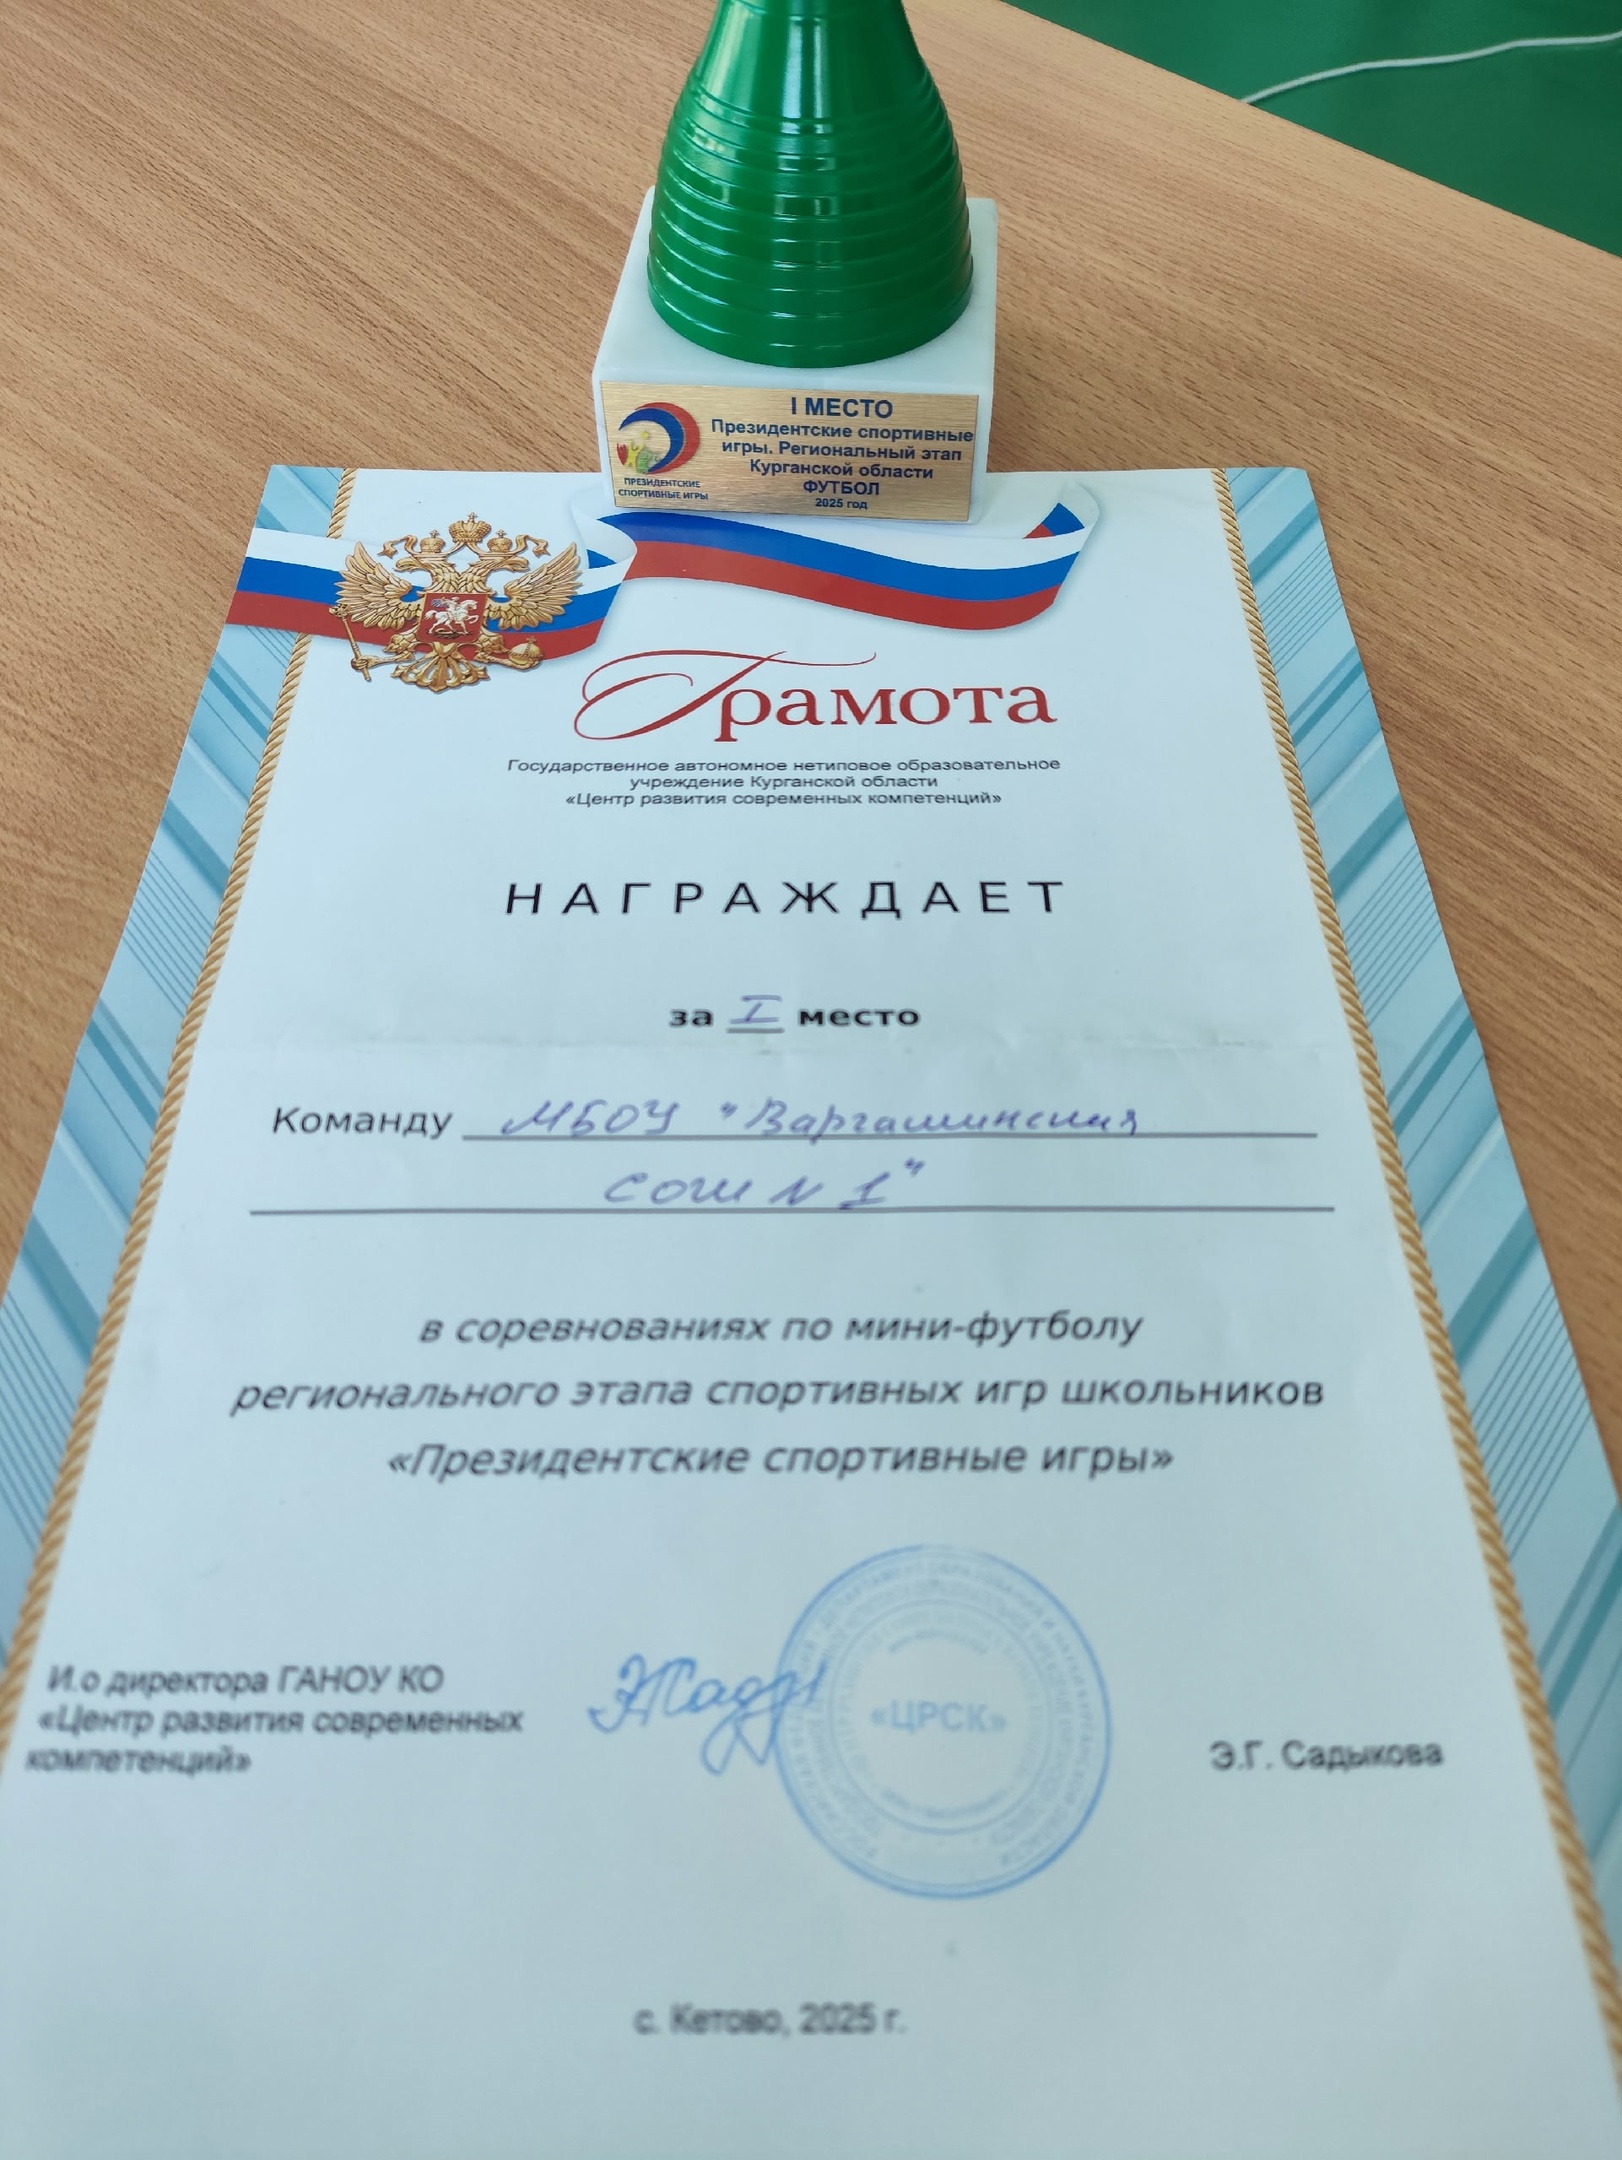 I МЕСТО
Президентские спортивные
игры. Региональный этап
Курганской области
ФУТБОЛ
2025 год
ПРЕЗИДЕНТСКИЕ
СПОРТИВНЫЕ ИГРЫ
Грамота
Государственное автономное нетиповое образовательное
учреждение Курганской области
«Центр развития современных компетенций»
НАГРАЖДАЕТ
за I место
Команду МБОУ "Варгашинская
СОШ N 1"
в соревнованиях по мини-футболу
регионального этапа спортивных игр школьников
«Президентские спортивные игры»
И.о директора ГАНОУ КО
«Центр развития современных
компетенций»
«ЦРСК»
Э.Г. Садыкова
с. Кетово, 2025 г.